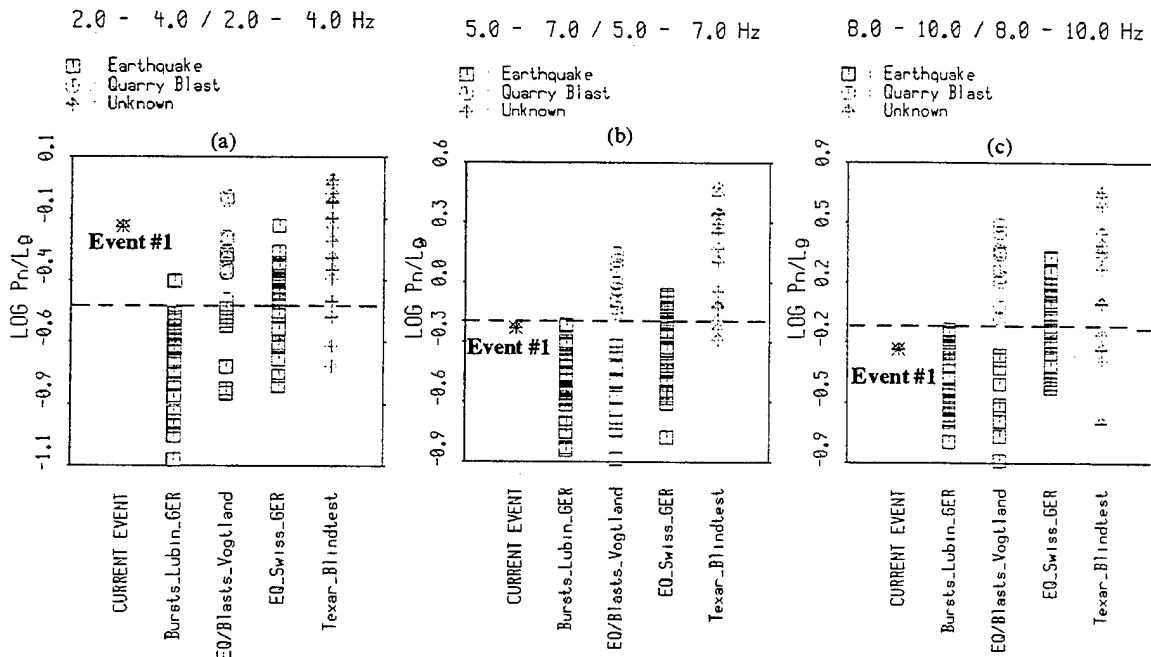 2.0 - 4.0 / 2.0 - 4.0 Hz
Earthquake
: Quarry Blast
: Unknown
(a)
0.1
-0.1
-0.4
-0.6
-0.9
-1.1
LOG Pn/Lg
Event #1
CURRENT EVENT
Bursts_Lubin_GER
EQ/Blasts_Vogtland
EQ_Swiss_GER
Texar_Blindtest
5.0 - 7.0 / 5.0 - 7.0 Hz
: Earthquake
: Quarry Blast
: Unknown
(b)
0.6
0.3
0.0
-0.3
-0.6
-0.9
LOG Pn/Lg
Event #1
CURRENT EVENT
Bursts_Lubin_GER
EQ/Blasts_Vogtland
EQ_Swiss_GER
Texar_Blindtest
8.0 - 10.0 / 8.0 - 10.0 Hz
: Earthquake
: Quarry Blast
: Unknown
(c)
0.9
0.5
0.2
-0.2
-0.5
-0.9
LOG Pn/Lg
Event #1
CURRENT EVENT
Bursts_Lubin_GER
EQ/Blasts_Vogtland
EQ_Swiss_GER
Texar_Blindtest